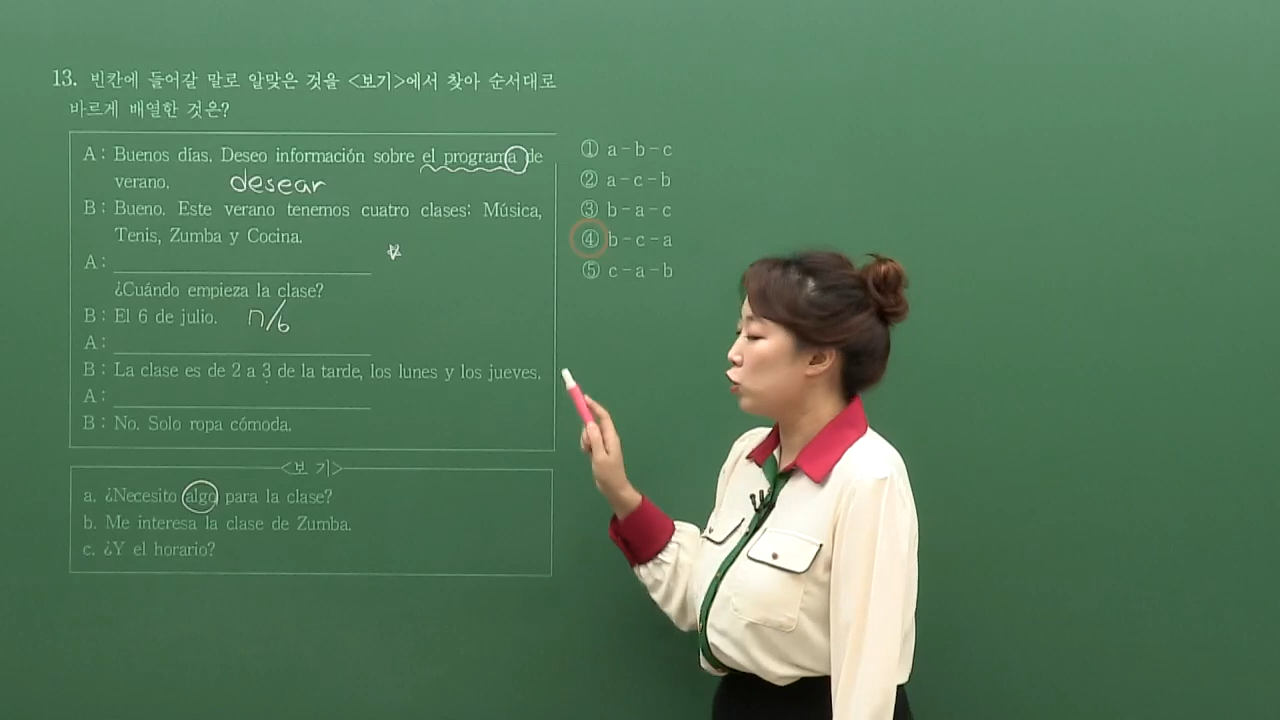 13. 빈칸에 들어갈 말로 알맞은 것을 <보기>에서 찾아 순서대로
바르게 배열한 것은?
A : Buenos días. Deseo información sobre el programa de
verano.
desear
B : Bueno. Este verano tenemos cuatro clases: Música,
Tenis, Zumba y Cocina.
A :
¿Cuándo empieza la clase?
B : El 6 de julio.
7/6
A :
B : La clase es de 2 a 3 de la tarde, los lunes y los jueves.
A :
B : No. Solo ropa cómoda.
<보 기>
a. ¿Necesito algo para la clase?
b. Me interesa la clase de Zumba.
c. ¿Y el horario?
① a-b-c
② a-c-b
③ b-a-c
④ b-c-a
⑤ c-a-b